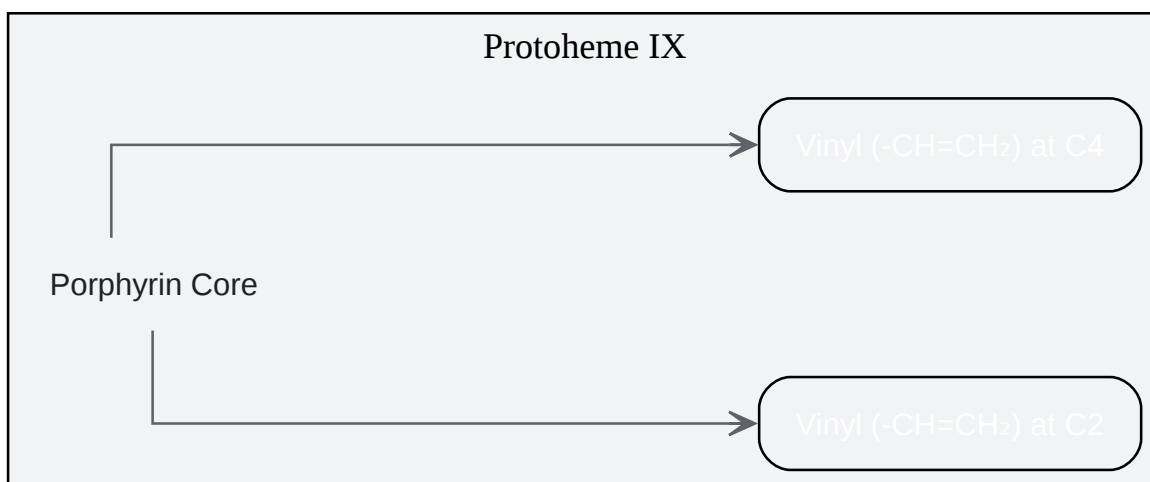 Protoheme IX
Vinyl (-CH=CH₂) at C4
Porphyrin Core
Vinyl (-CH=CH₂) at C2